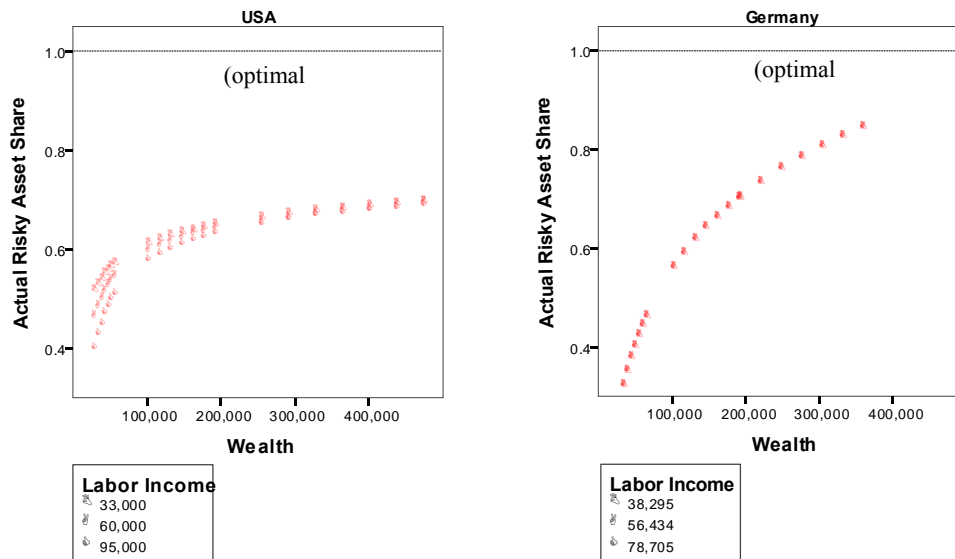 USA
1.0
(optimal
0.8
0.6
0.4
Actual Risky Asset Share
100,000 200,000 300,000 400,000
Wealth
Labor Income
33,000
60,000
95,000
Germany
1.0
(optimal
0.8
0.6
0.4
Actual Risky Asset Share
100,000 200,000 300,000 400,000
Wealth
Labor Income
38,295
56,434
78,705